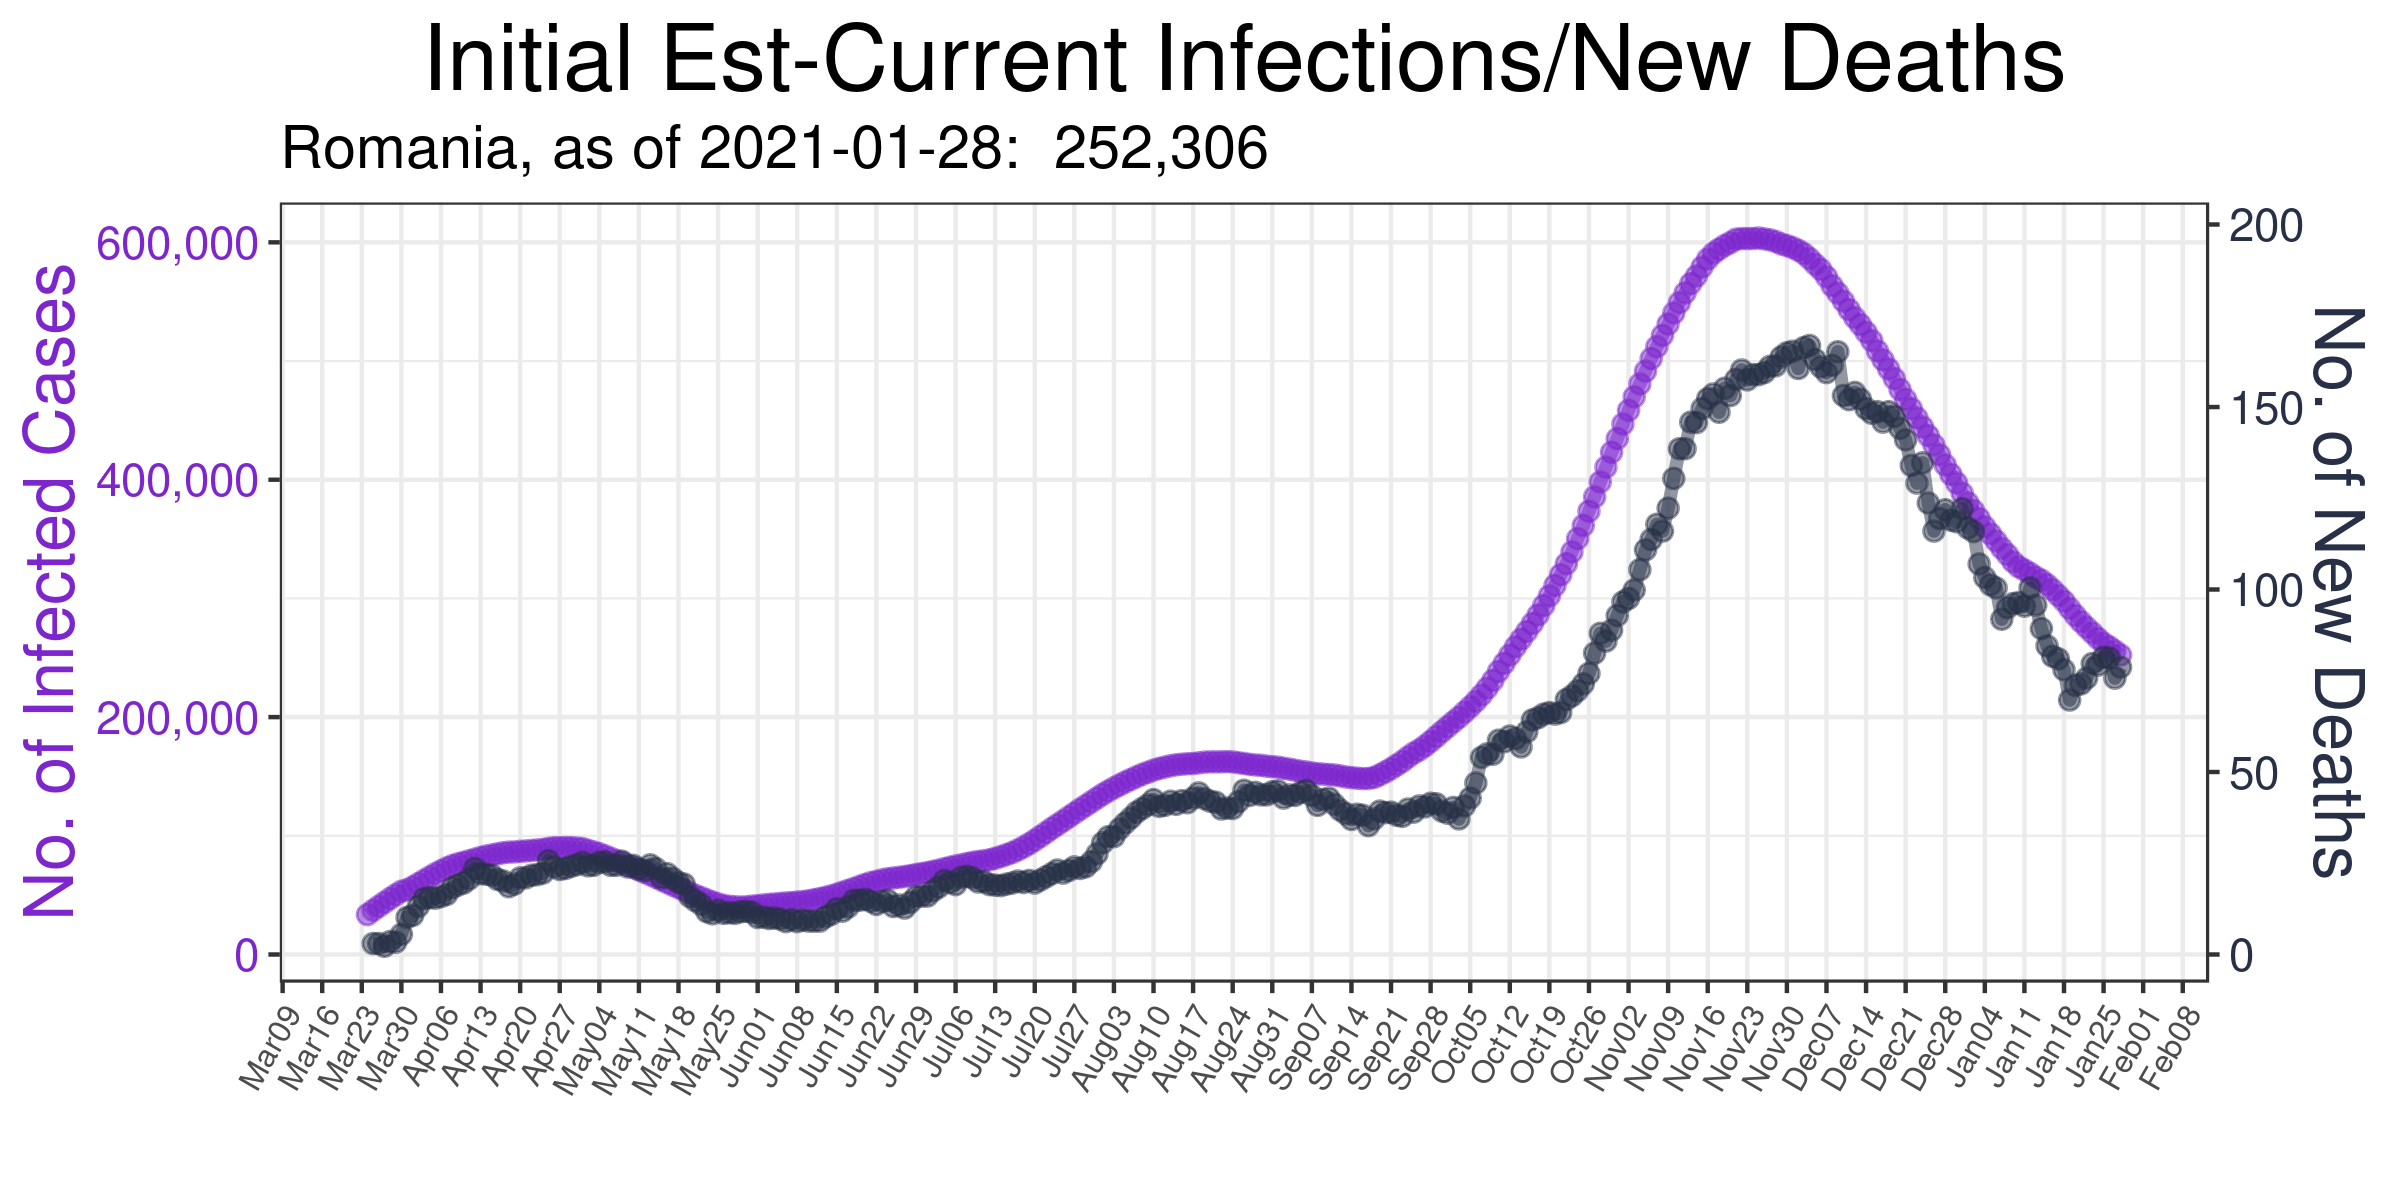 Initial Est-Current Infections/New Deaths
Romania, as of 2021-01-28:  252,306
No. of Infected Cases
600,000
400,000
200,000
0
200
150
100
50
0
No. of New Deaths
Mar09
Mar16
Mar23
Mar30
Apr06
Apr13
Apr20
Apr27
May04
May11
May18
May25
Jun01
Jun08
Jun15
Jun22
Jun29
Jul06
Jul13
Jul20
Jul27
Aug03
Aug10
Aug17
Aug24
Aug31
Sep07
Sep14
Sep21
Sep28
Oct05
Oct12
Oct19
Oct26
Nov02
Nov09
Nov16
Nov23
Nov30
Dec07
Dec14
Dec21
Dec28
Jan04
Jan11
Jan18
Jan25
Feb01
Feb08